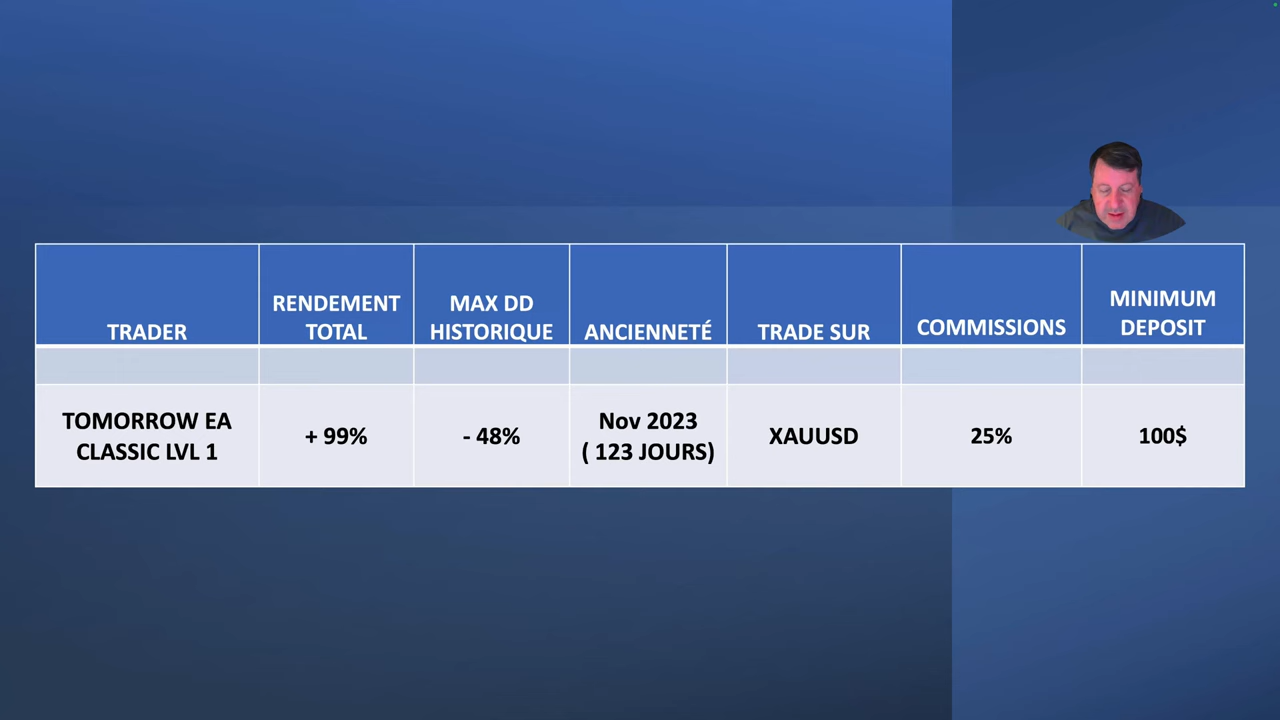 TRADER
RENDEMENT
TOTAL
MAX DD
HISTORIQUE
ANCIENNETÉ
TRADE SUR
COMMISSIONS
MINIMUM
DEPOSIT
TOMORROW EA
CLASSIC LVL 1
+ 99%
- 48%
Nov 2023
( 123 JOURS)
XAUUSD
25%
100$